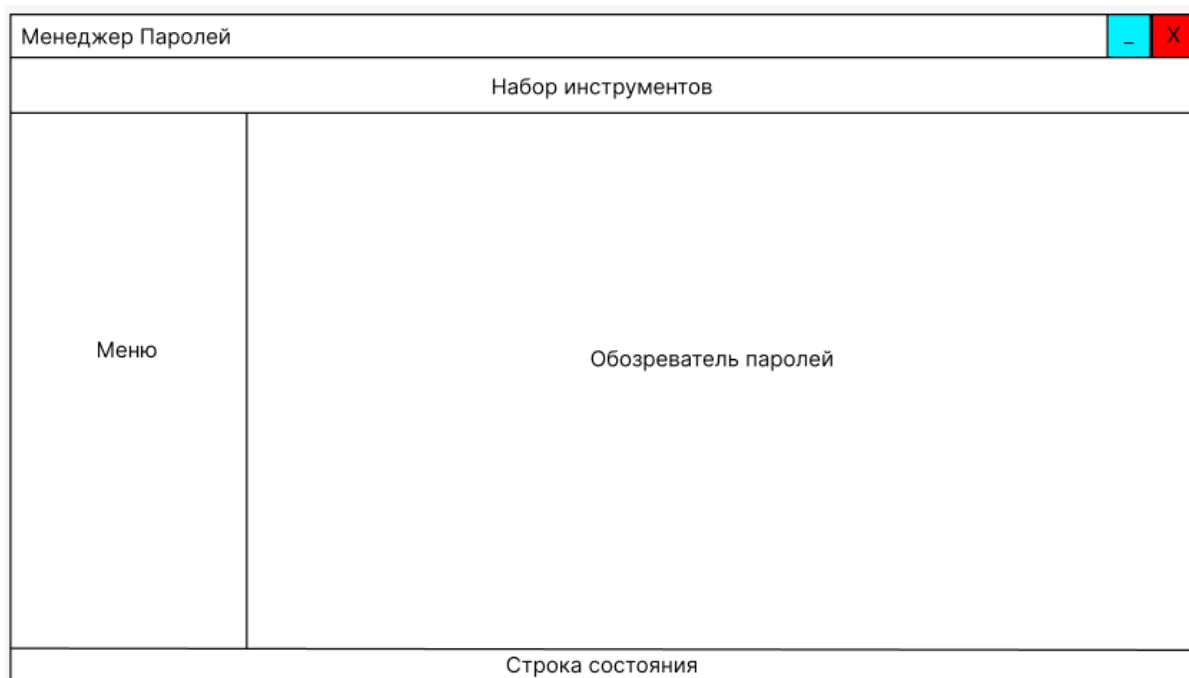 Менеджер Паролей
_
X
Набор инструментов
Меню
Обозреватель паролей
Строка состояния